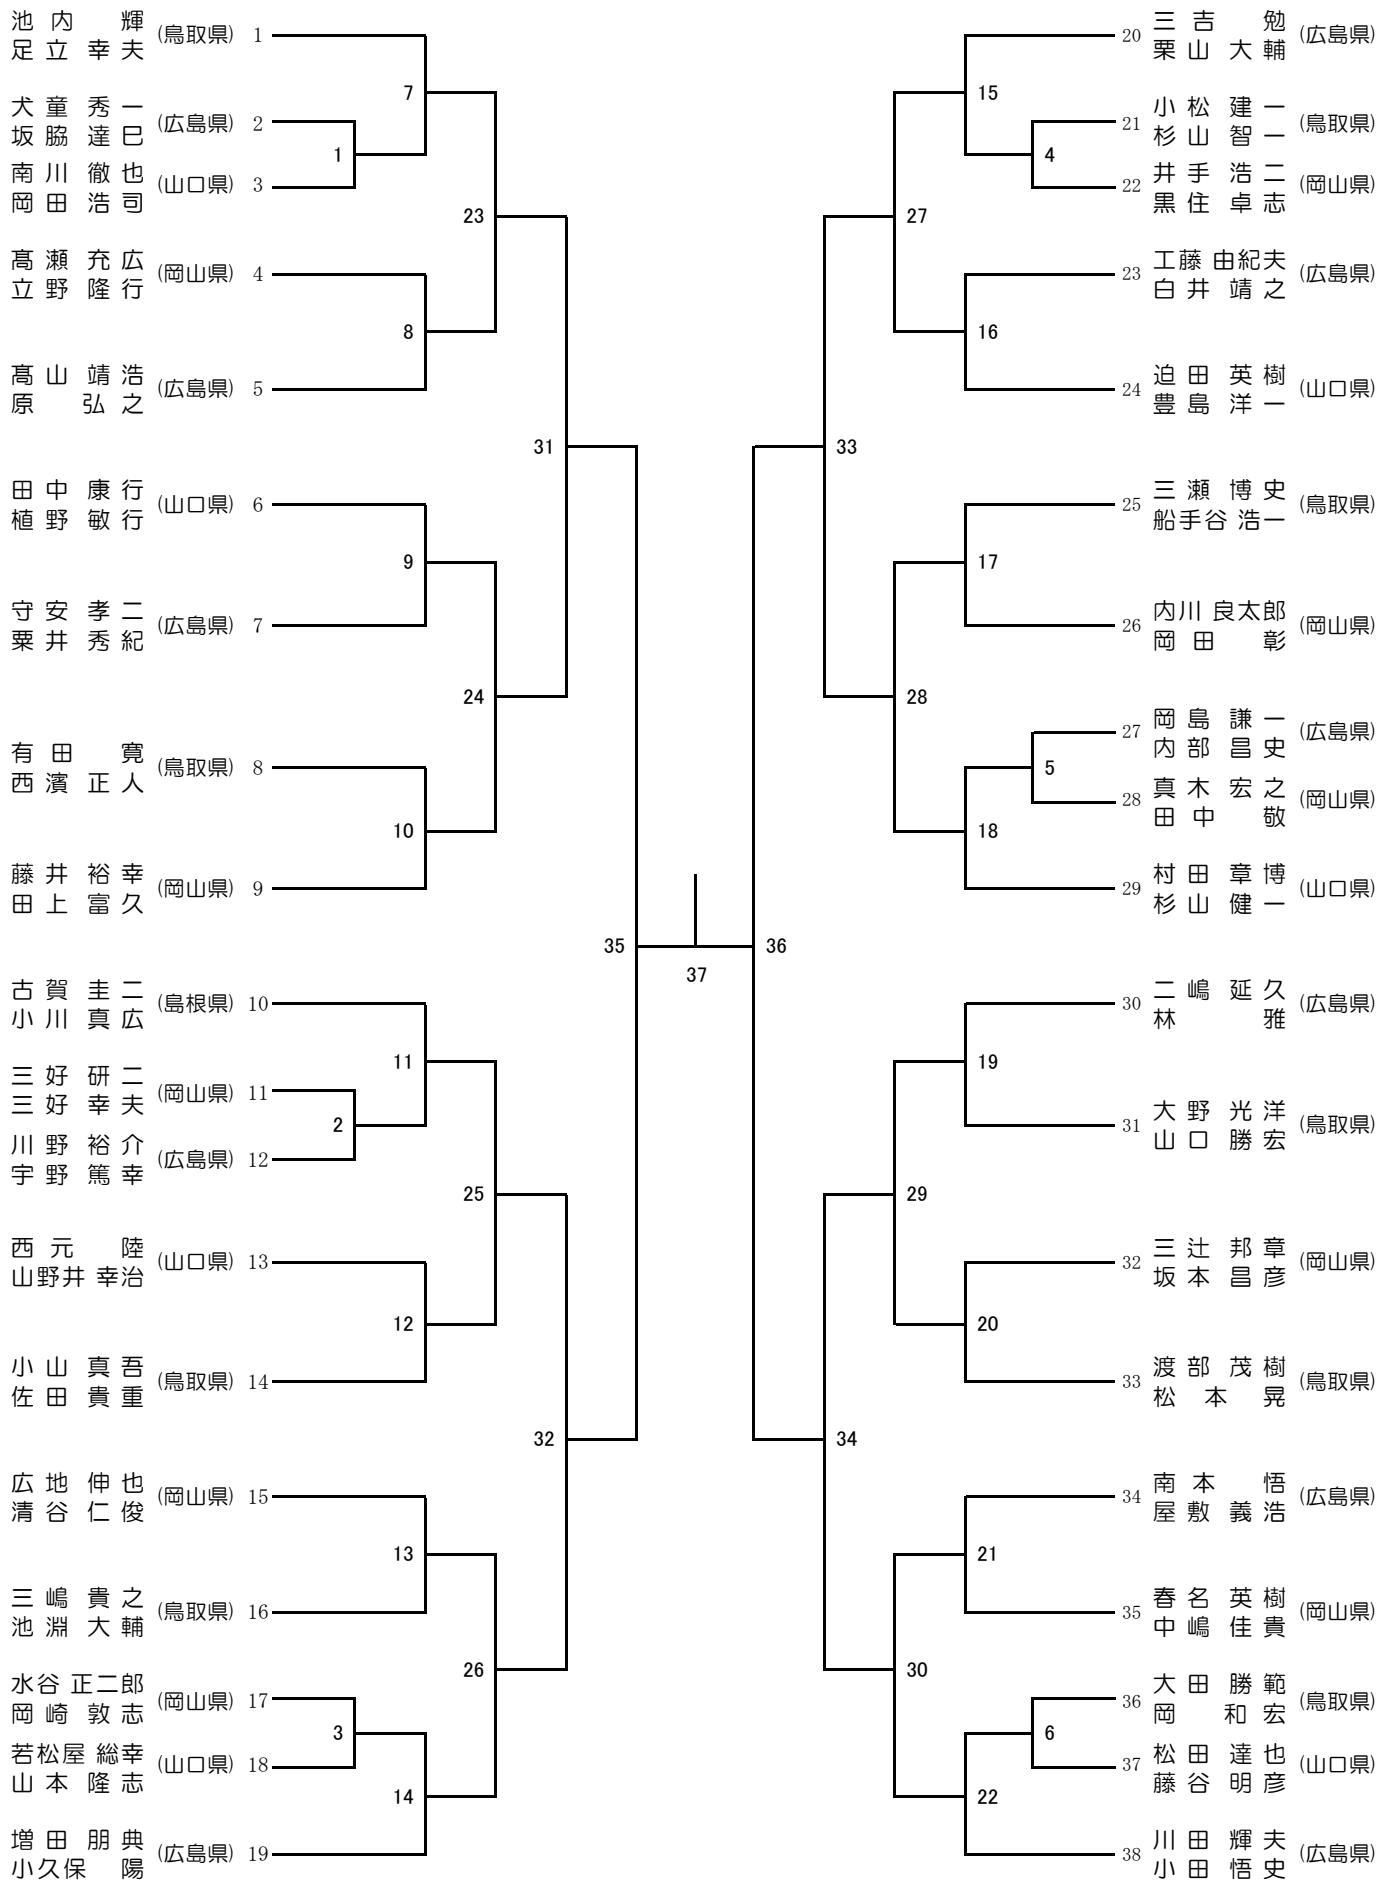 池内 輝 (鳥取県) 1
足立 幸夫
7
犬童 秀一 (広島県) 2
坂脇 達巳
1
南川 徹也 (山口県) 3
岡田 浩司
23
髙瀬 充広 (岡山県) 4
立野 隆行
8
髙山 靖浩 (広島県) 5
原 弘之
31
田中 康行 (山口県) 6
植野 敏行
9
守安 孝二 (広島県) 7
粟井 秀紀
24
有田 寛 (鳥取県) 8
西濱 正人
10
藤井 裕幸 (岡山県) 9
田上 富久
35
古賀 圭二 (島根県) 10
小川 真広
11
三好 研二 (岡山県) 11
三好 幸夫
2
川野 裕介 (広島県) 12
宇野 篤幸
25
西元 陸 (山口県) 13
山野井 幸治
12
小山 真吾 (鳥取県) 14
佐田 貴重
32
広地 伸也 (岡山県) 15
清谷 仁俊
13
三嶋 貴之 (鳥取県) 16
池淵 大輔
26
水谷 正二郎 (岡山県) 17
岡崎 敦志
3
若松屋 総幸 (山口県) 18
山本 隆志
14
増田 朋典 (広島県) 19
小久保 陽
37
20 三吉 勉 (広島県)
栗山 大輔
15
21 小松 建一 (鳥取県)
杉山 智一
4
22 井手 浩二 (岡山県)
黒住 卓志
27
23 工藤 由紀夫 (広島県)
白井 靖之
16
24 迫田 英樹 (山口県)
豊島 洋一
33
25 三瀬 博史 (鳥取県)
船手谷 浩一
17
26 内川 良太郎 (岡山県)
岡田 彰
28
27 岡島 謙一 (広島県)
内部 昌史
5
28 真木 宏之 (岡山県)
田中 敬
18
29 村田 章博 (山口県)
杉山 健一
36
30 二嶋 延久 (広島県)
林 雅
19
31 大野 光洋 (鳥取県)
山口 勝宏
29
32 三辻 邦章 (岡山県)
坂本 昌彦
20
33 渡部 茂樹 (鳥取県)
松本 晃
34
34 南本 悟 (広島県)
屋敷 義浩
21
35 春名 英樹 (岡山県)
中嶋 佳貴
30
36 大田 勝範 (鳥取県)
岡 和宏
6
37 松田 達也 (山口県)
藤谷 明彦
22
38 川田 輝夫 (広島県)
小田 悟史